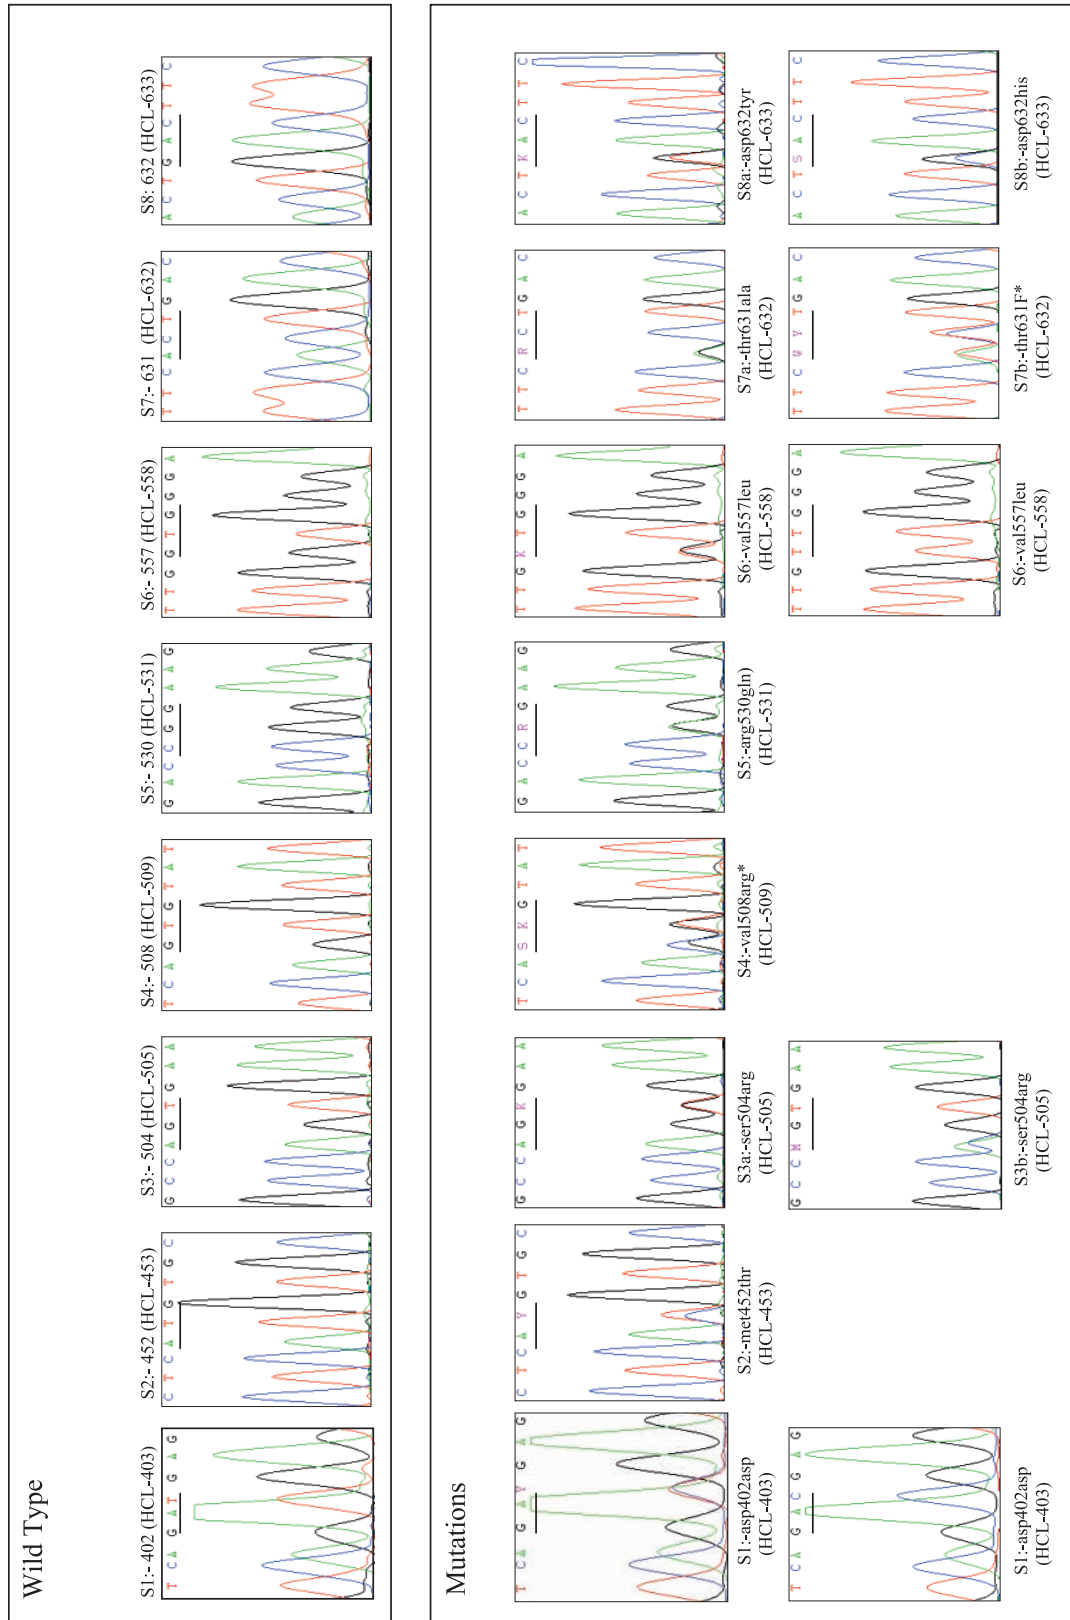 Wild Type
S1:- 402 (HCL-403)
T C A G A T G A G
S2:- 452 (HCL-453)
C T C A T G T G C
S3:- 504 (HCL-505)
G C C A G T G A A
S4:- 508 (HCL-509)
T C A G T G T A T
S5:- 530 (HCL-531)
G A C C G G A A G
S6:- 557 (HCL-558)
T T G G T G G G A
S7:- 631 (HCL-632)
T T C A C T G A C
S8: 632 (HCL-633)
A C T G A C T T C
Mutations
T C A G A Y G A G
S1:-asp402asp
(HCL-403)
C T C A Y G T G C
S2:-met452thr
(HCL-453)
G C C A G K G A A
S3a:-ser504arg
(HCL-505)
T C A S K G T A T
S4:-val508arg*
(HCL-509)
G A C C R G A A G
S5:-arg530gln)
(HCL-531)
T T G K T G G G A
S6:-val557leu
(HCL-558)
T T C R C T G A C
S7a:-thr631ala
(HCL-632)
A C T K A C T T C
S8a:-asp632tyr
(HCL-633)
T C A G A C G A G
S1:-asp402asp
(HCL-403)
G C C M G T G A A
S3b:-ser504arg
(HCL-505)
T T G T T G G G A
S6:-val557leu
(HCL-558)
T T C W Y T G A C
S7b:-thr631F*
(HCL-632)
A C T S A C T T C
S8b:-asp632his
(HCL-633)